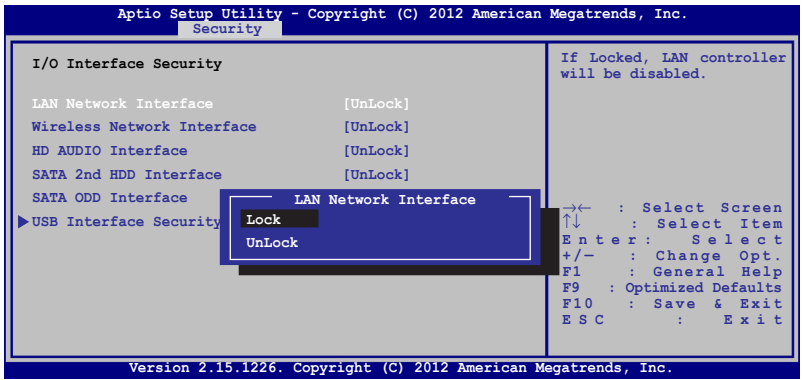 Aptio Setup Utility - Copyright (C) 2012 American Megatrends, Inc.
Security
I/O Interface Security
LAN Network Interface [UnLock]
Wireless Network Interface [UnLock]
HD AUDIO Interface [UnLock]
SATA 2nd HDD Interface [UnLock]
SATA ODD Interface
USB Interface Security
LAN Network Interface
Lock
UnLock
If Locked, LAN controller
will be disabled.
→← : Select Screen
↑↓ : Select Item
Enter: Select
+/— : Change Opt.
F1 : General Help
F9 : Optimized Defaults
F10 : Save & Exit
ESC : Exit
Version 2.15.1226. Copyright (C) 2012 American Megatrends, Inc.